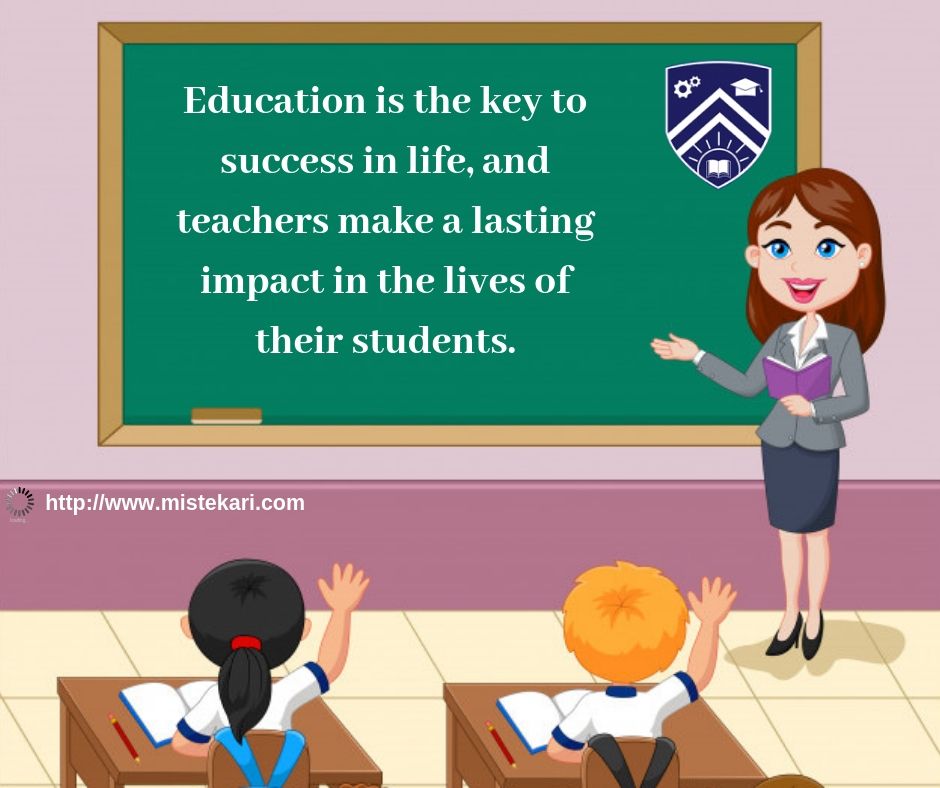 Education is the key to
success in life, and
teachers make a lasting
impact in the lives of
their students.
http://www.mistekari.com
loading...